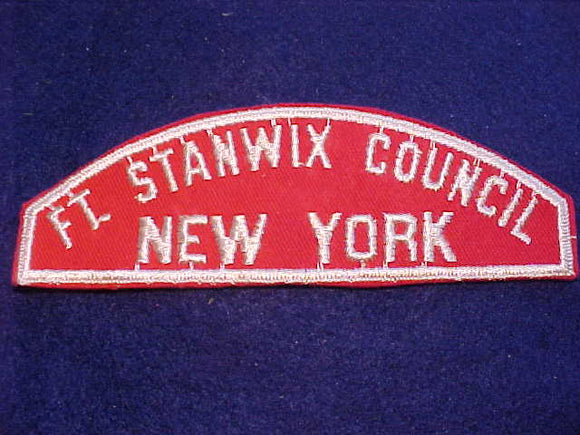 FT. STANWIX COUNCIL
NEW YORK